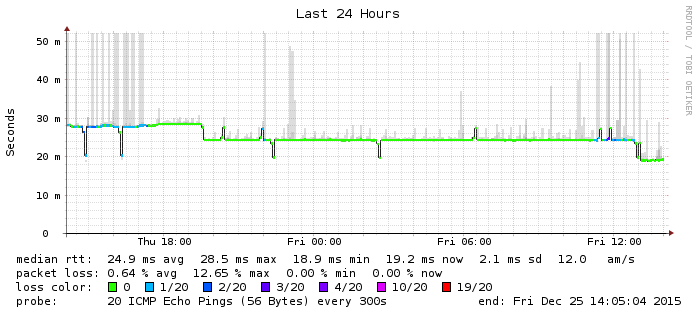 Last 24 Hours
RRDTOOL / TOBI OETIKER
50 m
40 m
30 m
20 m
10 m
0
Seconds
Thu 18:00 Fri 00:00 Fri 06:00 Fri 12:00
median rtt: 24.9 ms avg 28.5 ms max 18.9 ms min 19.2 ms now 2.1 ms sd 12.0 am/s
packet loss: 0.64 % avg 12.65 % max 0.00 % min 0.00 % now
loss color: 0 1/20 2/20 3/20 4/20 10/20 19/20
probe: 20 ICMP Echo Pings (56 Bytes) every 300s end: Fri Dec 25 14:05:04 2015